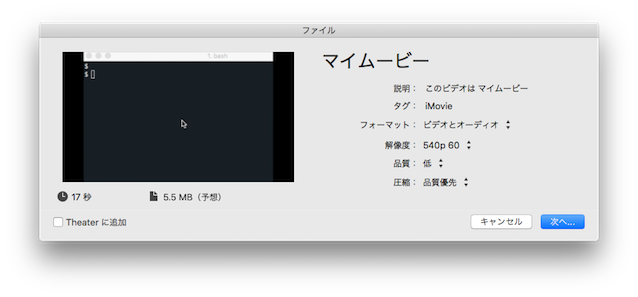 ファイル
1. bash
$
$
マイムービー
説明： このビデオは マイムービー
タグ： iMovie
フォーマット： ビデオとオーディオ
解像度： 540p 60
品質： 低
圧縮： 品質優先
17 秒
5.5 MB（予想）
Theater に追加
キャンセル
次へ...